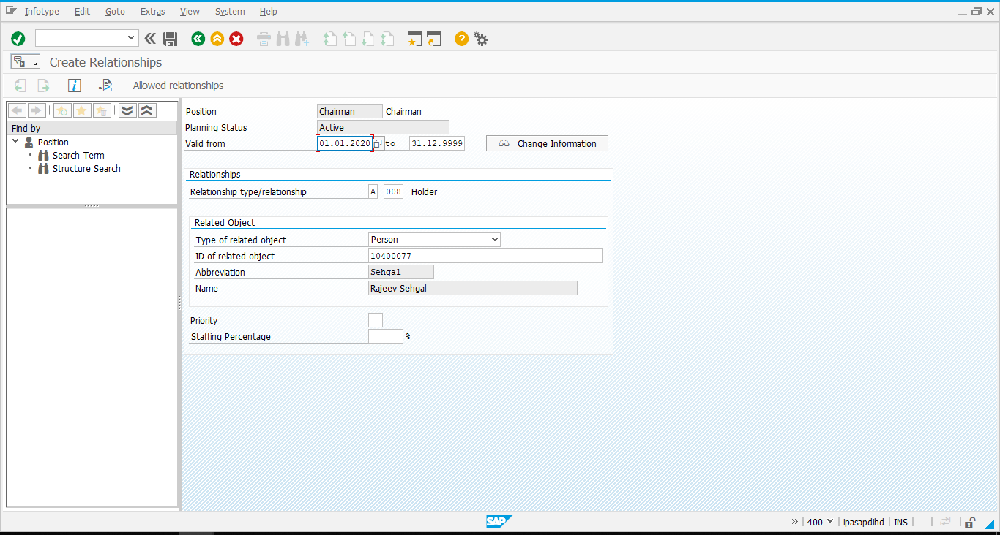 Infotype Edit Goto Extras View System Help
Create Relationships
Allowed relationships
Find by
Position
Search Term
Structure Search
Position Chairman Chairman
Planning Status Active
Valid from 01.01.2020 to 31.12.9999 Change Information
Relationships
Relationship type/relationship A 008 Holder
Related Object
Type of related object Person
ID of related object 10400077
Abbreviation Sehgal
Name Rajeev Sehgal
Priority
Staffing Percentage %
SAP » 400 ipasapdihd INS